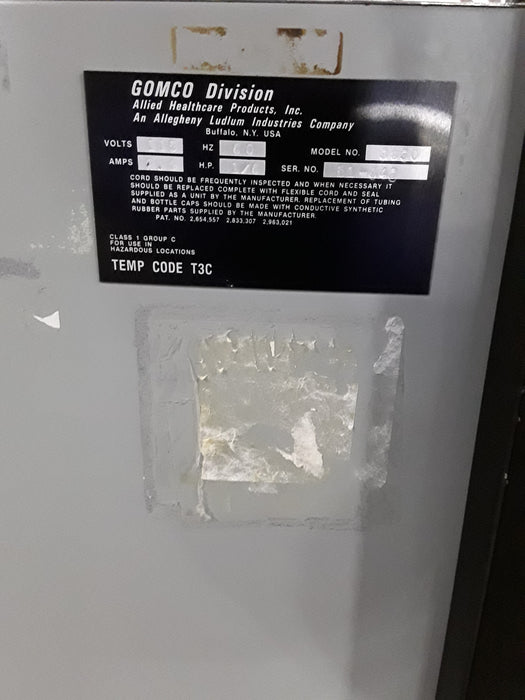 GOMCO Division
Allied Healthcare Products, Inc.
An Allegheny Ludlum Industries Company
Buffalo, N.Y. USA
VOLTS HZ 60 MODEL NO.
AMPS H.P. SER. NO.
CORD SHOULD BE FREQUENTLY INSPECTED AND WHEN NECESSARY IT
SHOULD BE REPLACED COMPLETE WITH FLEXIBLE CORD AND SEAL
SUPPLIED AS A UNIT BY THE MANUFACTURER. REPLACEMENT OF TUBING
AND BOTTLE CAPS SHOULD BE MADE WITH CONDUCTIVE SYNTHETIC
RUBBER PARTS SUPPLIED BY THE MANUFACTURER.
PAT. NO. 2,654,557 2,833,307 2,963,021
CLASS 1 GROUP C
FOR USE IN
HAZARDOUS LOCATIONS
TEMP CODE T3C